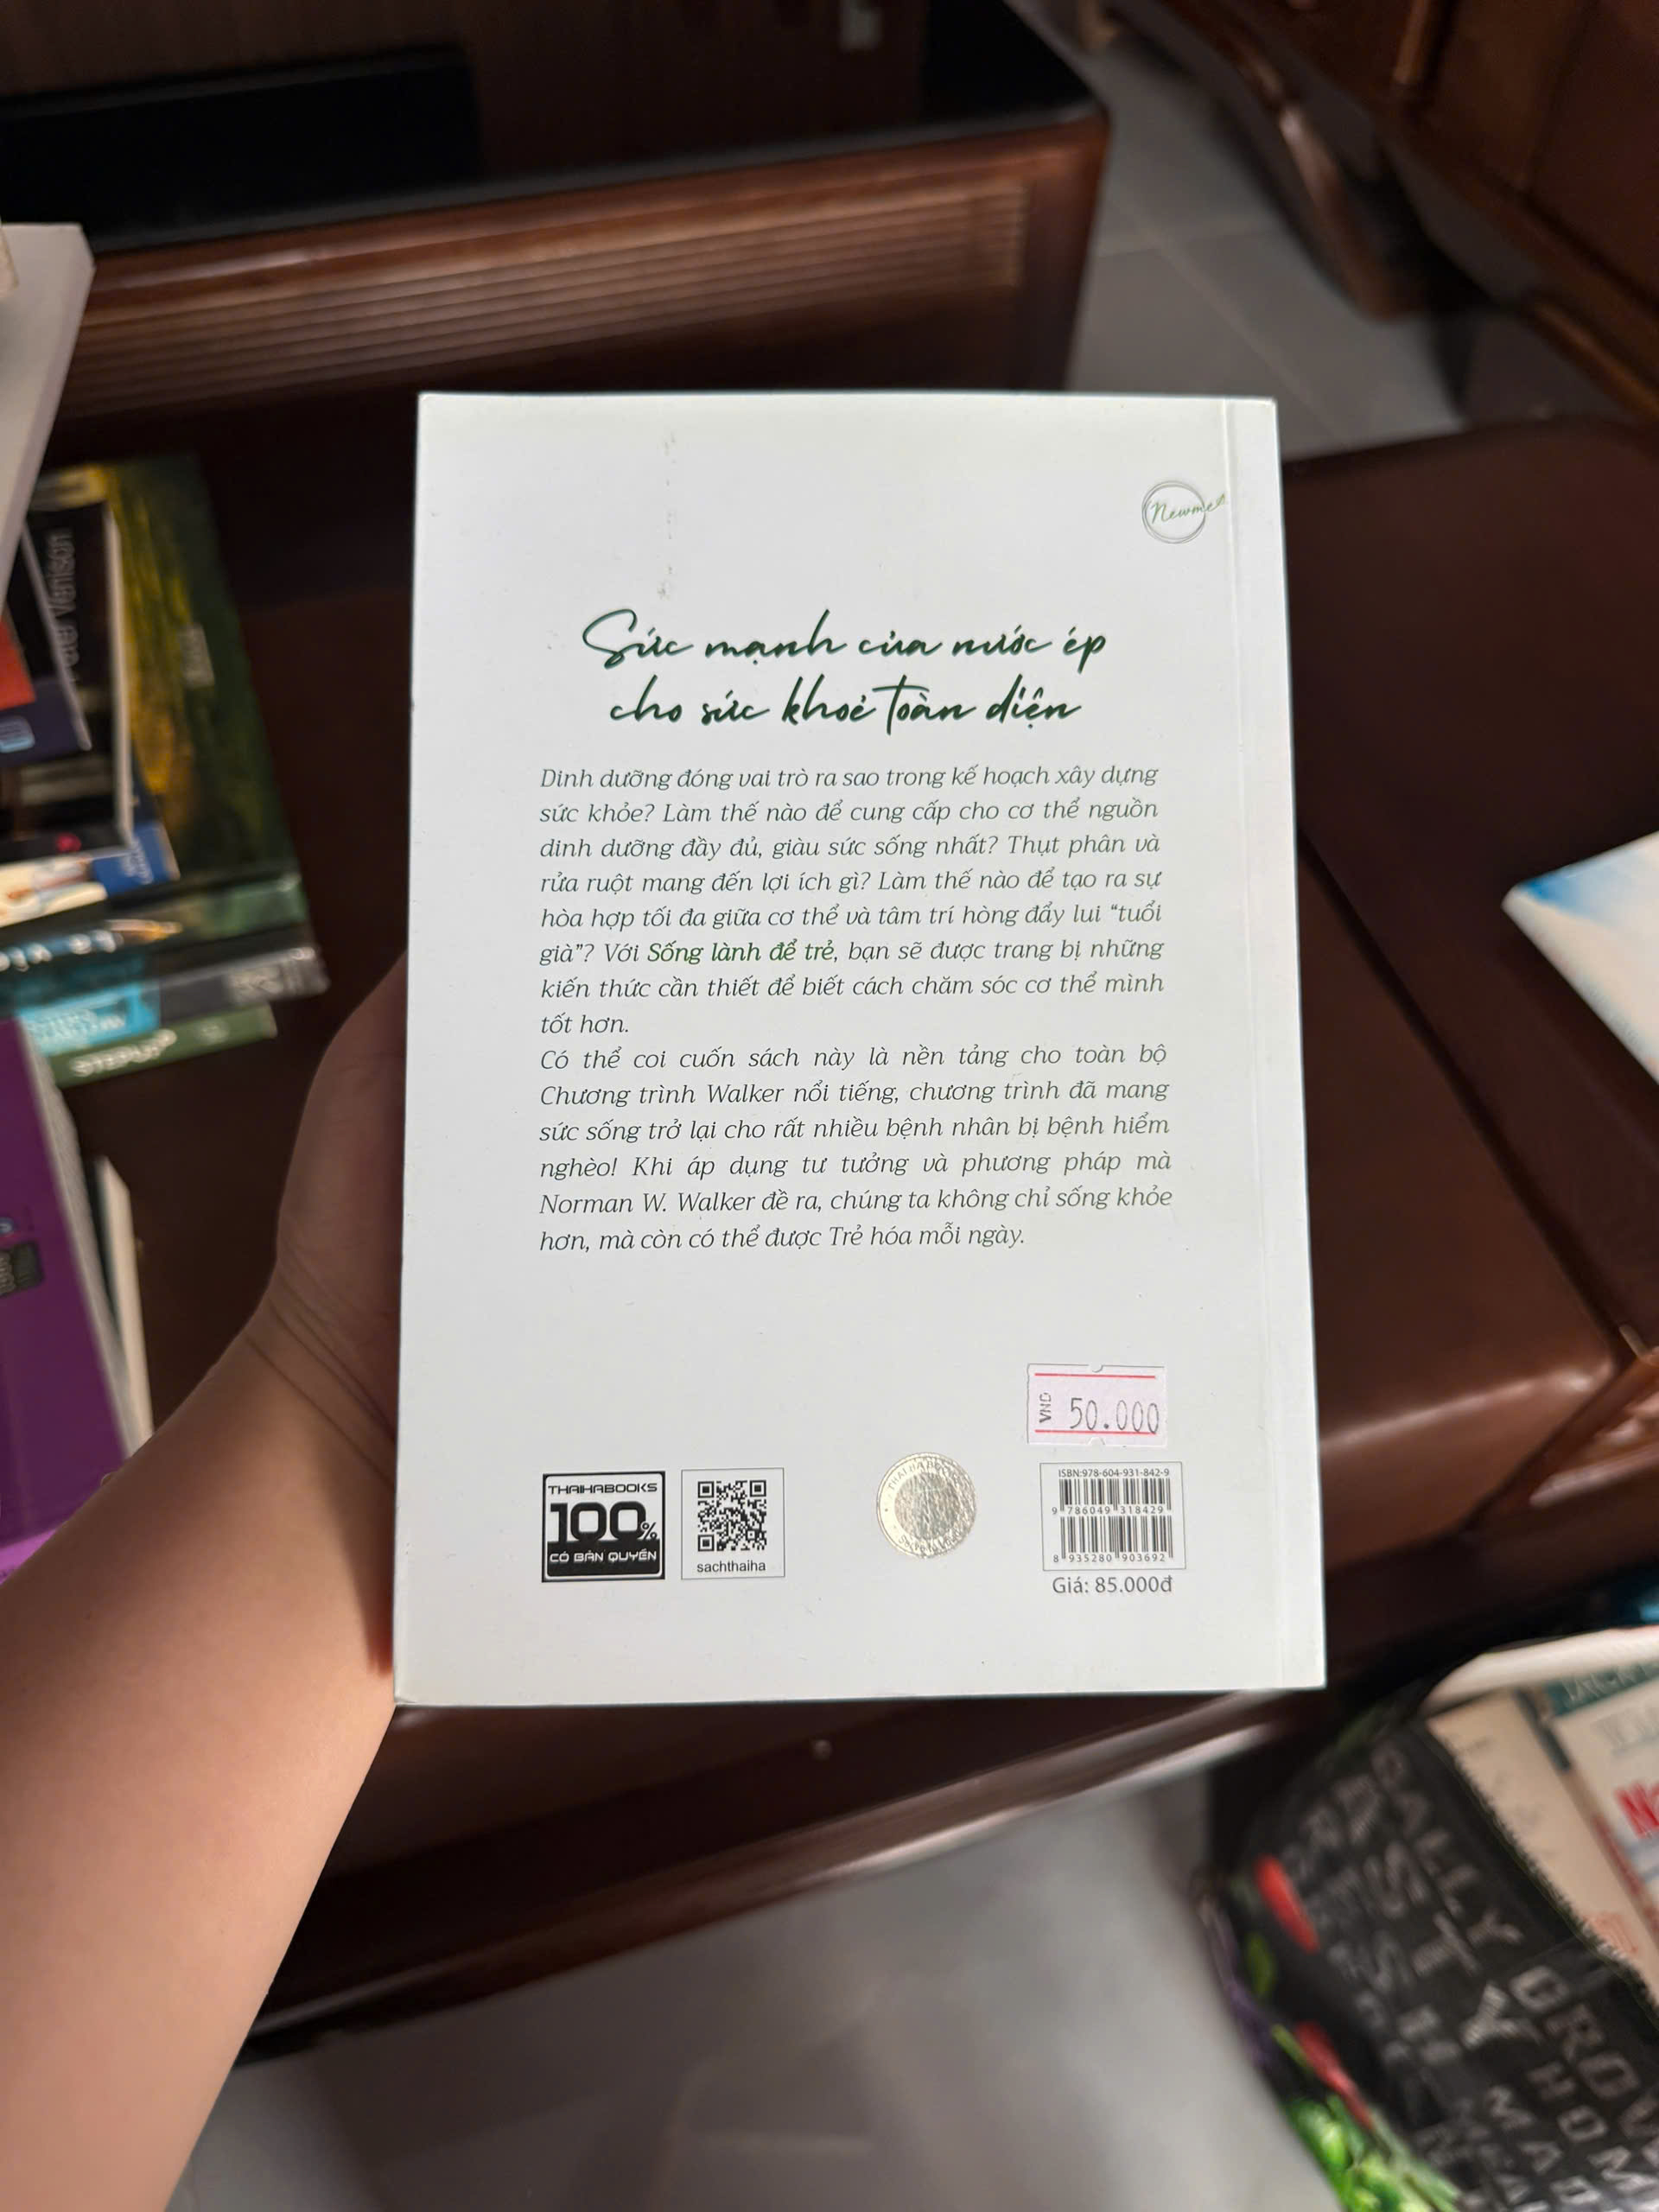 Newme
Sức mạnh của nước ép
cho sức khoẻ toàn diện
Dinh dưỡng đóng vai trò ra sao trong kế hoạch xây dựng
sức khỏe? Làm thế nào để cung cấp cho cơ thể nguồn
dinh dưỡng đầy đủ, giàu sức sống nhất? Thụt phân và
rửa ruột mang đến lợi ích gì? Làm thế nào để tạo ra sự
hòa hợp tối đa giữa cơ thể và tâm trí hòng đẩy lui “tuổi
già”? Với Sống lành để trẻ, bạn sẽ được trang bị những
kiến thức cần thiết để biết cách chăm sóc cơ thể mình
tốt hơn.
Có thể coi cuốn sách này là nền tảng cho toàn bộ
Chương trình Walker nổi tiếng, chương trình đã mang
sức sống trở lại cho rất nhiều bệnh nhân bị bệnh hiểm
nghèo! Khi áp dụng tư tưởng và phương pháp mà
Norman W. Walker đề ra, chúng ta không chỉ sống khỏe
hơn, mà còn có thể được Trẻ hóa mỗi ngày.
VND 50.000
THAIHABOOKS
100%
CÓ BẢN QUYỀN
sachthaiha
ISBN:978-604-931-842-9
9 786049 318429
8 935280 903692
Giá: 85.000đ
STEP UP